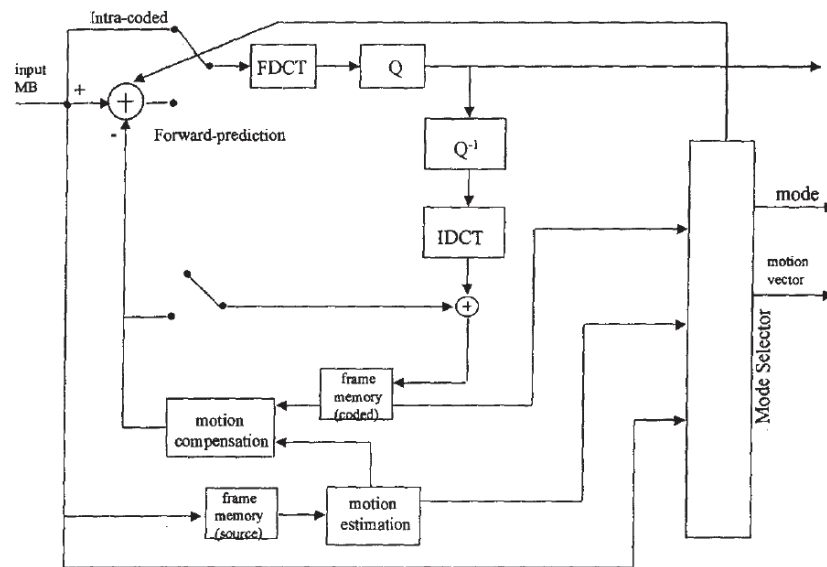 Intra-coded
input
MB
+
+
-
FDCT
Q
Forward-prediction
Q-1
IDCT
mode
motion
vector
+
Mode Selector
frame
memory
(coded)
motion
compensation
frame
memory
(source)
motion
estimation